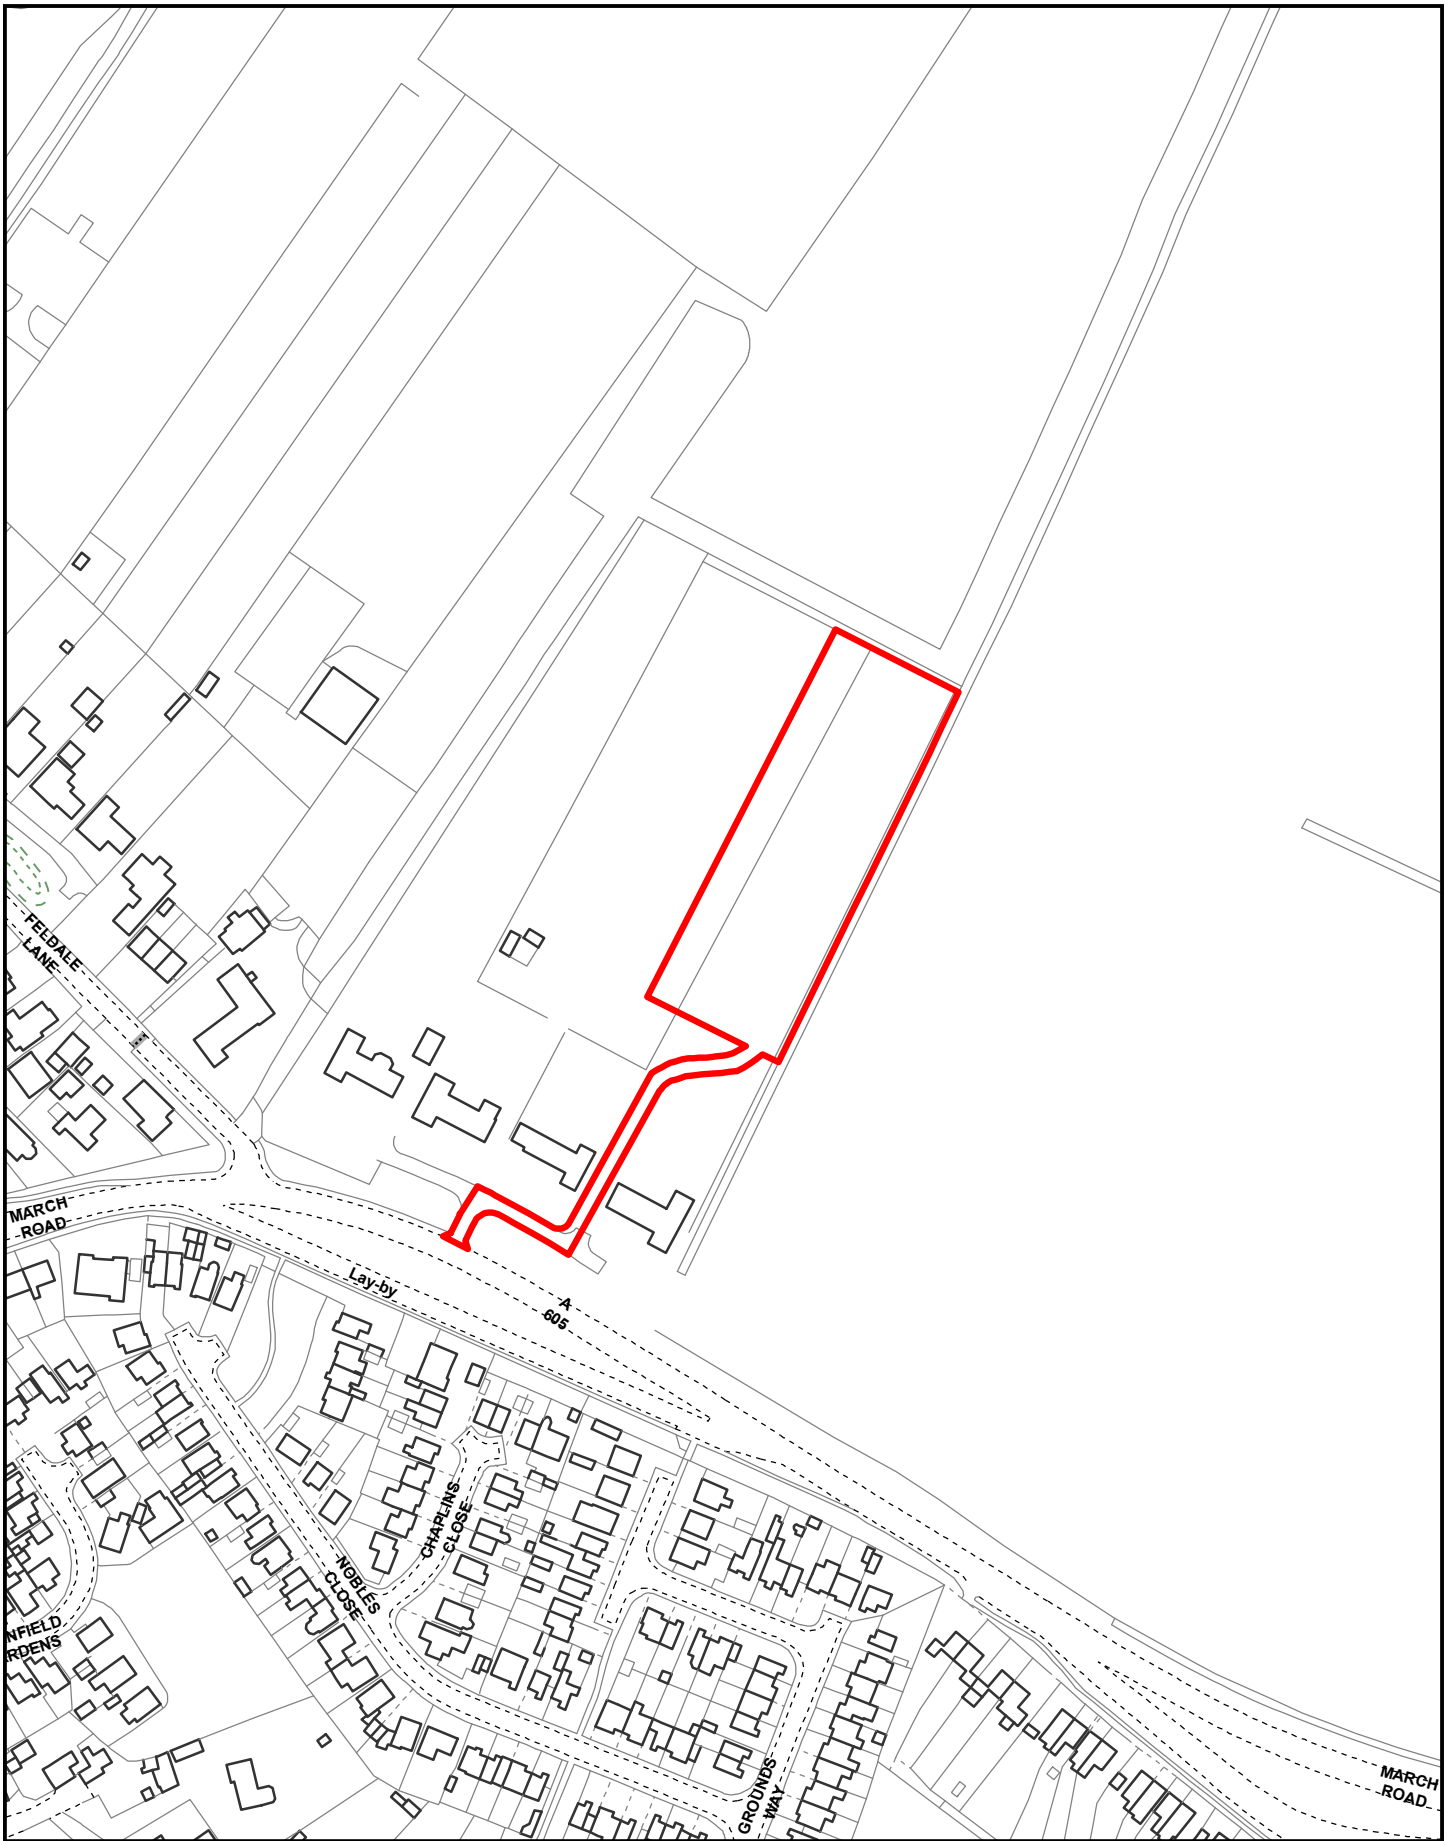 FELDALE
LANE
MARCH
ROAD
Lay-by
A
605
CHAPLINS
CLOSE
NOBLES
CLOSE
NFIELD
RDENS
GROUNDS
WAY
MARCH
ROAD